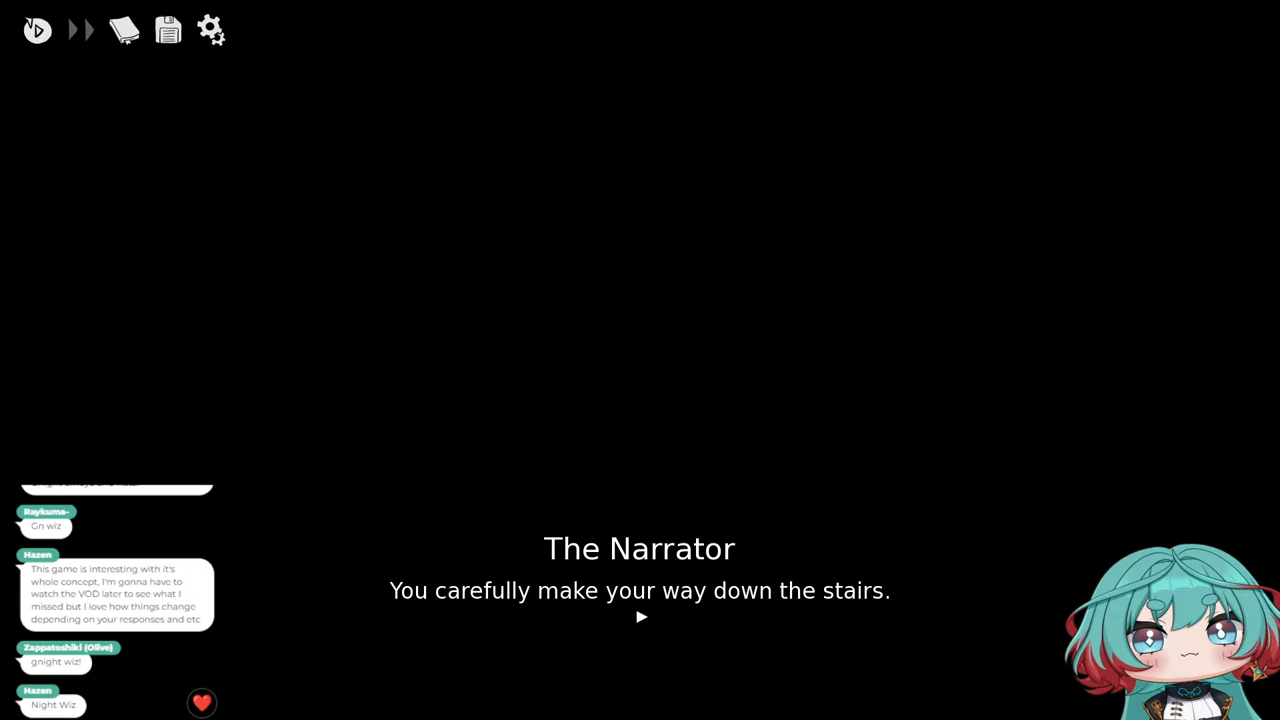 Raykuma-
Gn wiz
Hazen
This game is interesting with it's
whole concept, I'm gonna have to
watch the VOD later to see what I
missed but I love how things change
depending on your responses and etc
Zappatoshiki (Olive)
gnight wiz!
Hazen
Night Wiz
The Narrator
You carefully make your way down the stairs.